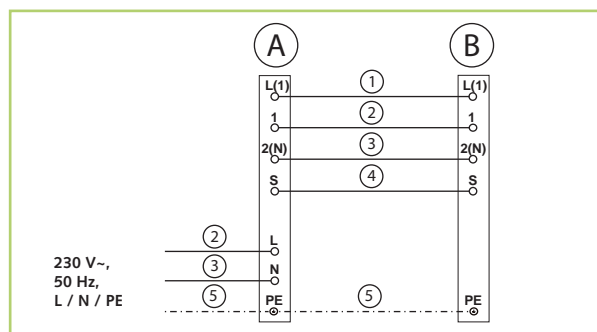 A B
L(1) ① L(1)
1 ② 1
2(N) ③ 2(N)
S ④ S
② L
230 V~,
③ N
50 Hz,
L / N / PE ⑤ PE ⑤ PE